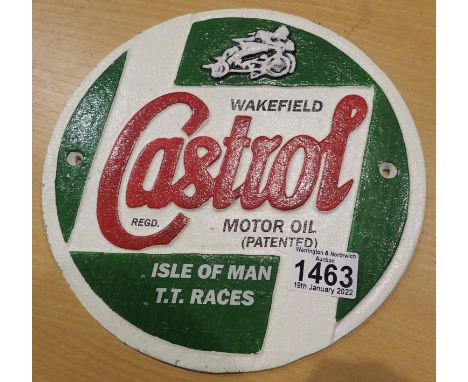 WAKEFIELD
Castrol
REGD.
MOTOR OIL
(PATENTED)
ISLE OF MAN
T.T. RACES
Warrington & Northwich
Auction
1463
19th January 2022